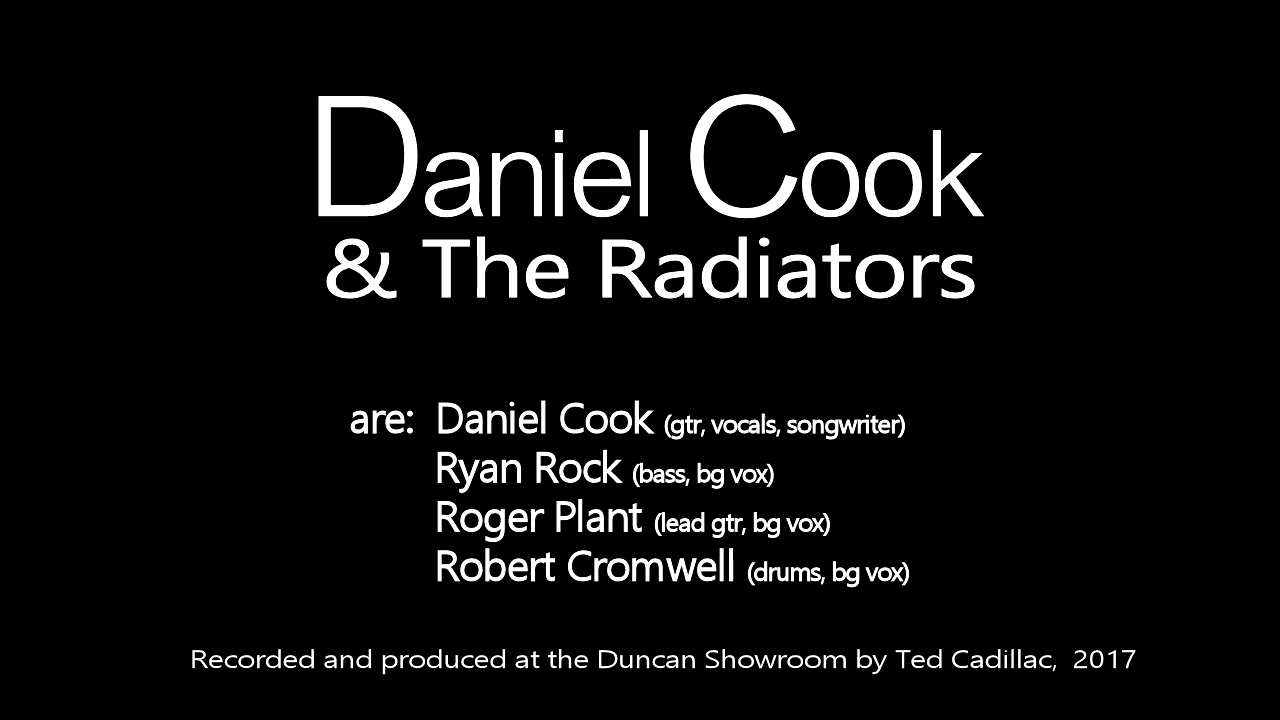 Daniel Cook
& The Radiators
are: Daniel Cook (gtr, vocals, songwriter)
Ryan Rock (bass, bg vox)
Roger Plant (lead gtr, bg vox)
Robert Cromwell (drums, bg vox)
Recorded and produced at the Duncan Showroom by Ted Cadillac, 2017